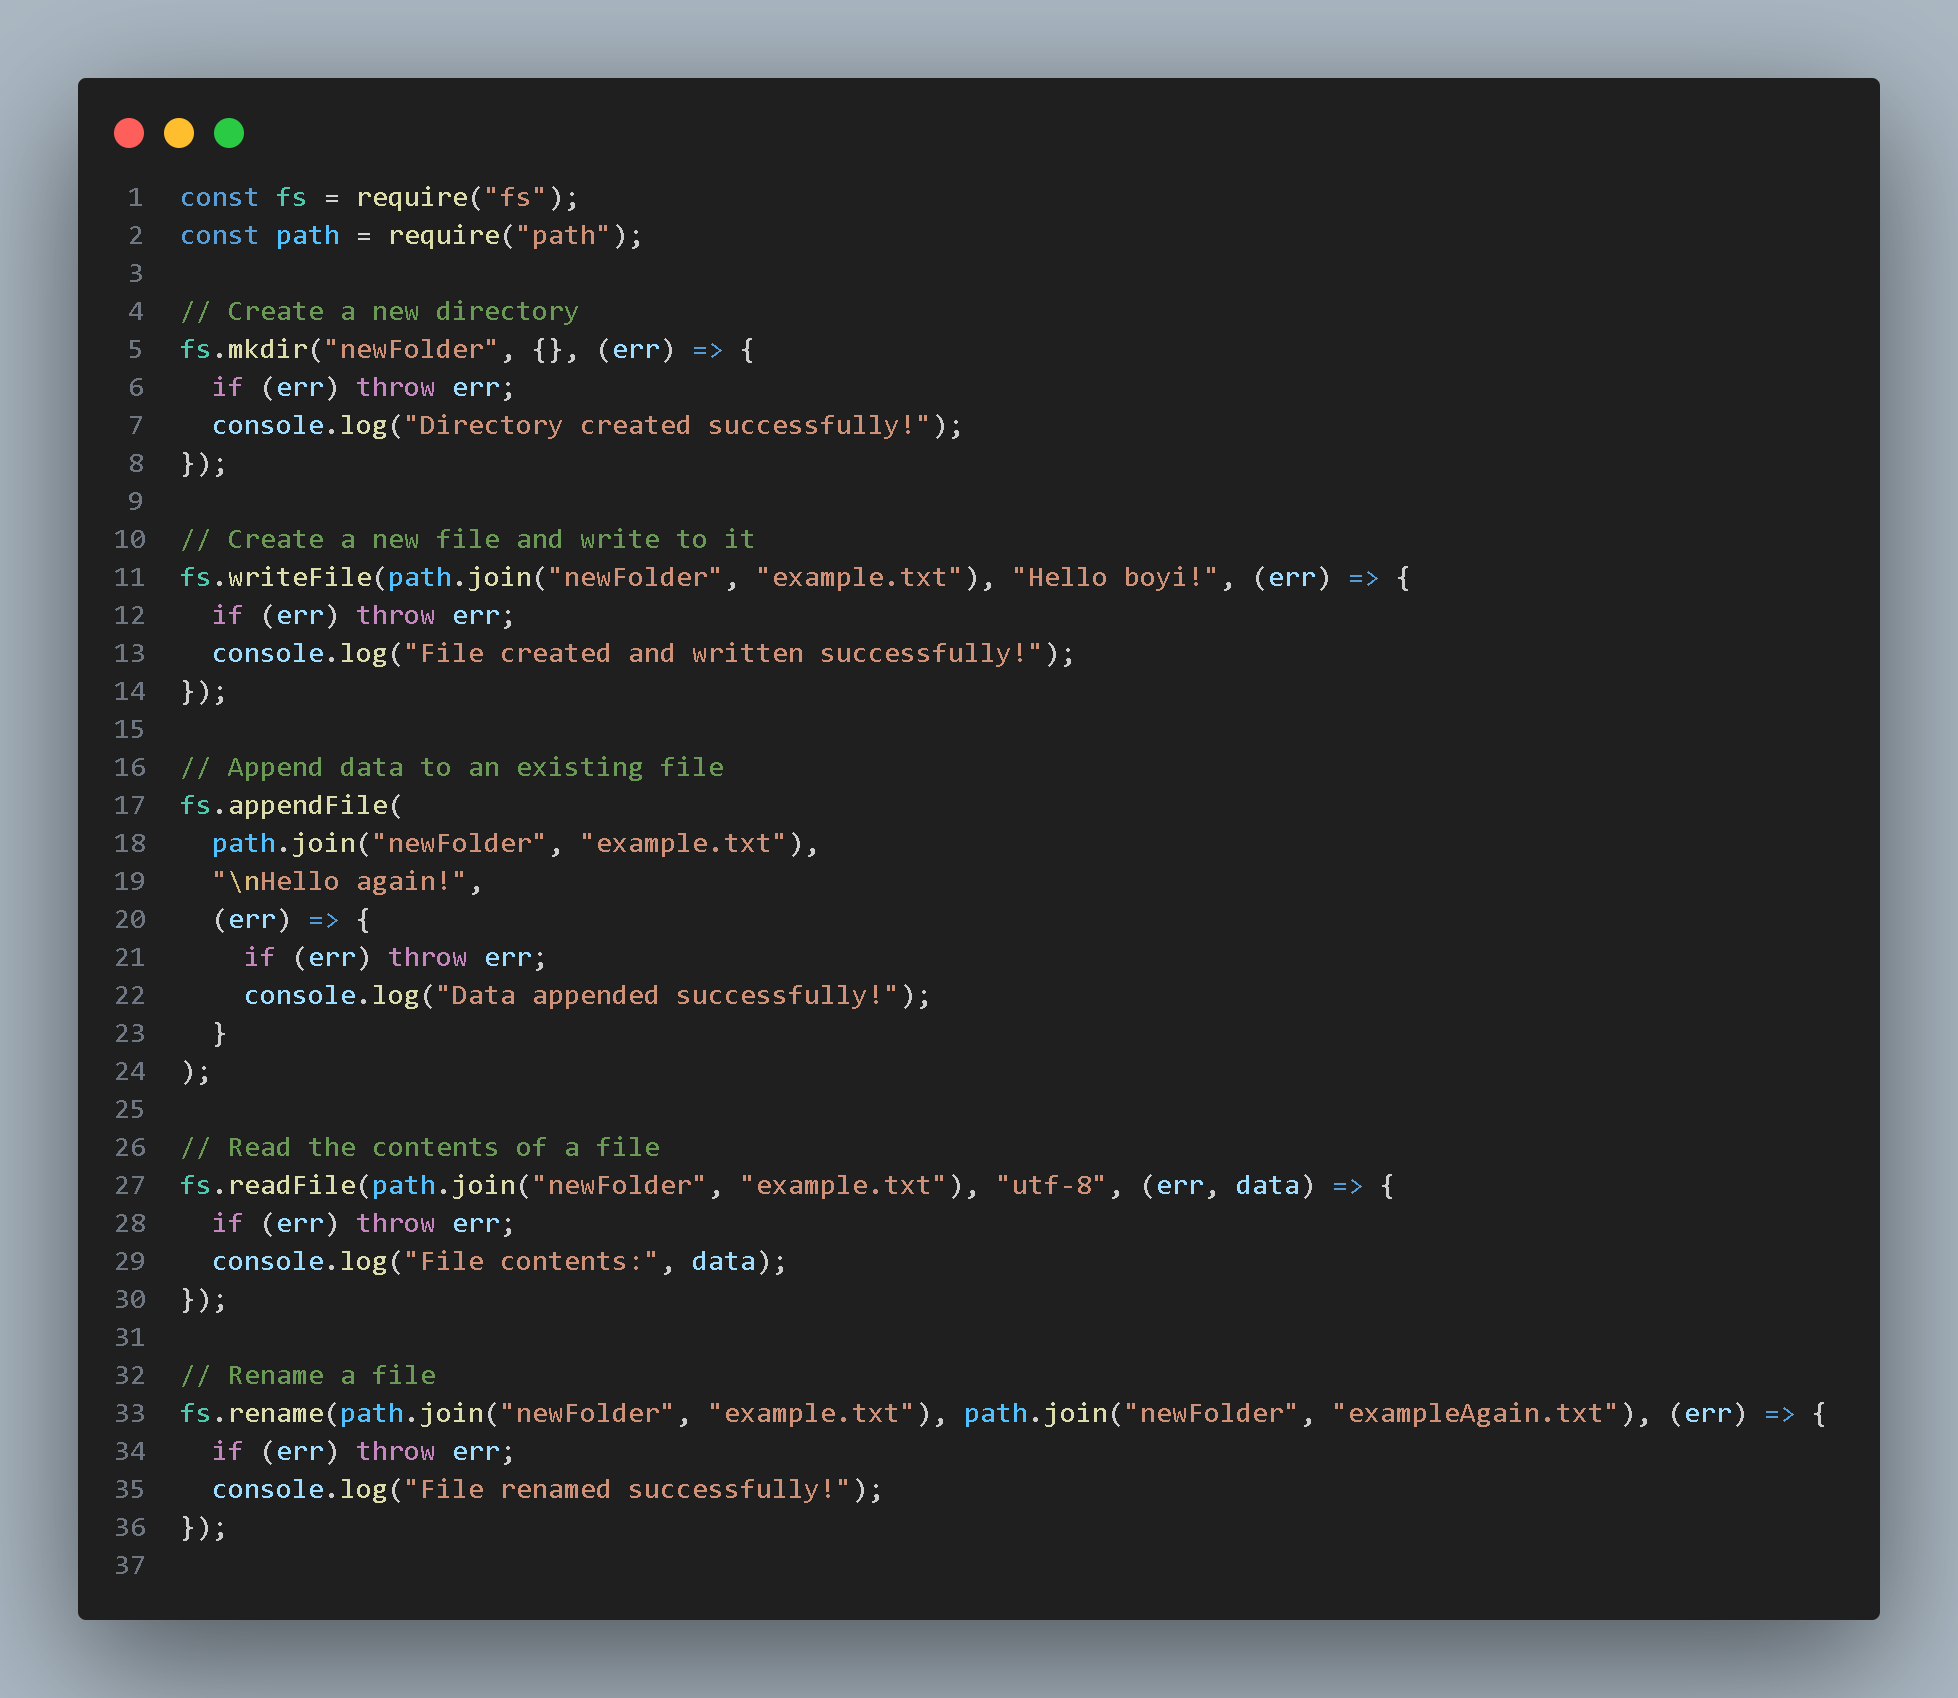 1 const fs = require("fs");
2 const path = require("path");
3
4 // Create a new directory
5 fs.mkdir("newFolder", {}, (err) => {
6   if (err) throw err;
7   console.log("Directory created successfully!");
8 });
9
10 // Create a new file and write to it
11 fs.writeFile(path.join("newFolder", "example.txt"), "Hello boyi!", (err) => {
12   if (err) throw err;
13   console.log("File created and written successfully!");
14 });
15
16 // Append data to an existing file
17 fs.appendFile(
18   path.join("newFolder", "example.txt"),
19   "\nHello again!",
20   (err) => {
21     if (err) throw err;
22     console.log("Data appended successfully!");
23   }
24 );
25
26 // Read the contents of a file
27 fs.readFile(path.join("newFolder", "example.txt"), "utf-8", (err, data) => {
28   if (err) throw err;
29   console.log("File contents:", data);
30 });
31
32 // Rename a file
33 fs.rename(path.join("newFolder", "example.txt"), path.join("newFolder", "exampleAgain.txt"), (err) => {
34   if (err) throw err;
35   console.log("File renamed successfully!");
36 });
37